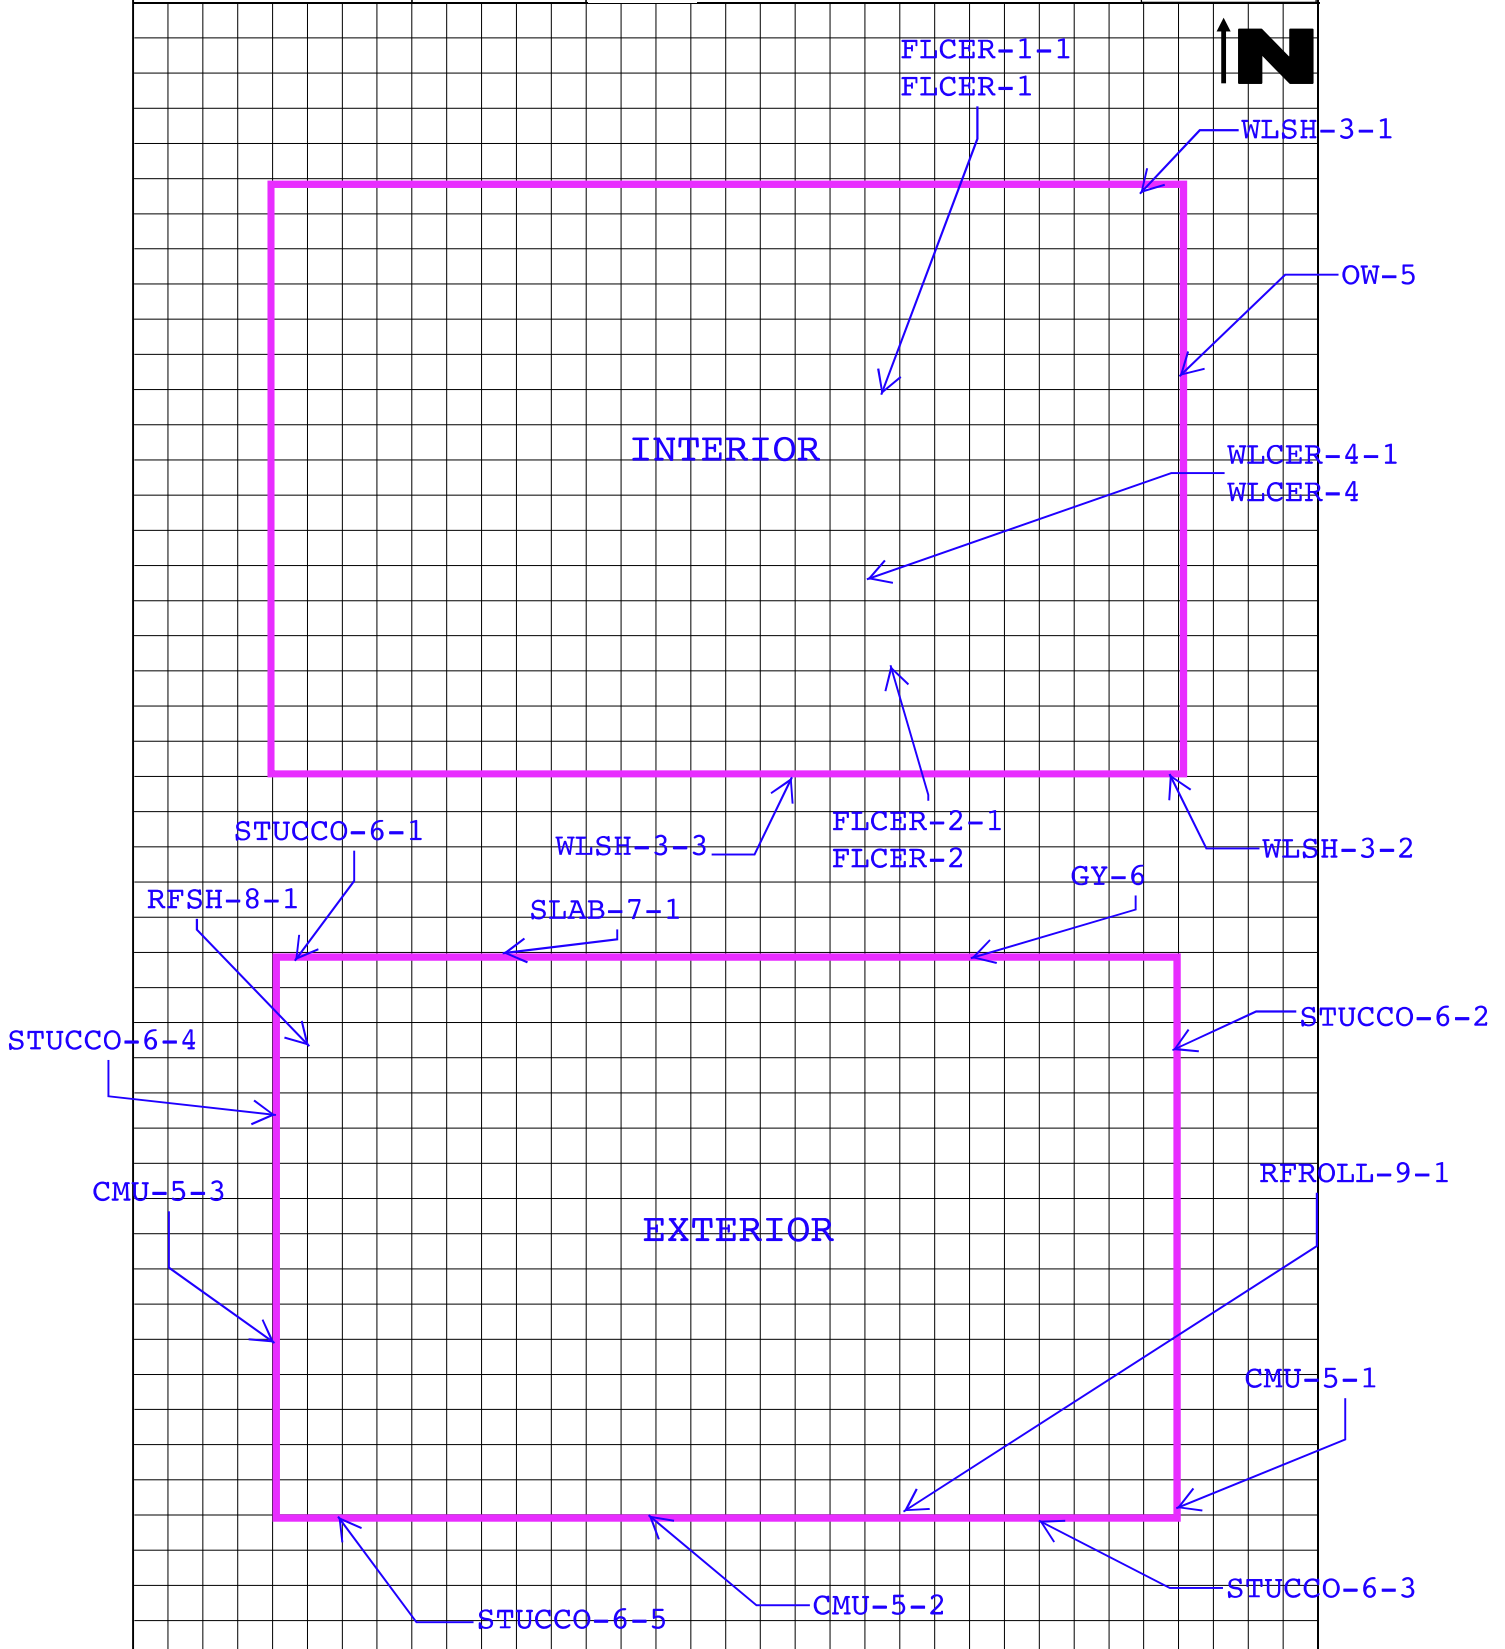 N
FLCER-1-1
FLCER-1
WLSH-3-1
OW-5
INTERIOR
WLCER-4-1
WLCER-4
FLCER-2-1
FLCER-2
WLSH-3-3
WLSH-3-2
STUCCO-6-1
GY-6
RFSH-8-1
SLAB-7-1
STUCCO-6-2
STUCCO-6-4
RFROLL-9-1
CMU-5-3
EXTERIOR
CMU-5-1
STUCCO-6-3
CMU-5-2
STUCCO-6-5